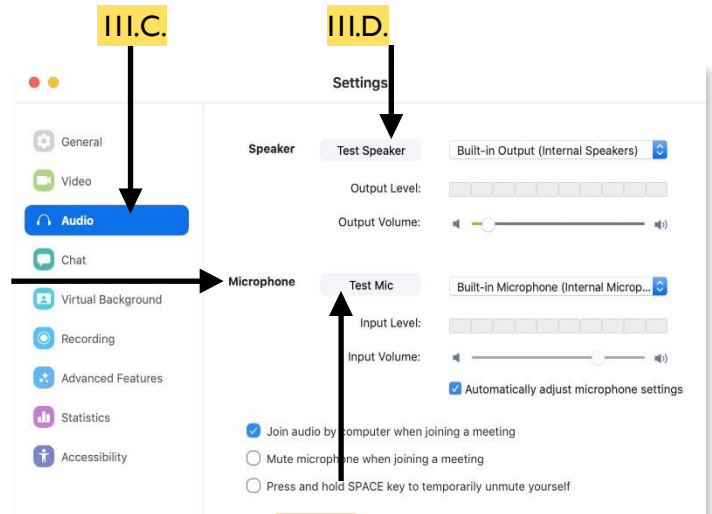 III.C.
III.D.
Settings
General
Video
Audio
Chat
Virtual Background
Recording
Advanced Features
Statistics
Accessibility
Speaker
Test Speaker
Built-in Output (Internal Speakers)
Output Level:
Output Volume:
Microphone
Test Mic
Built-in Microphone (Internal Microp...
Input Level:
Input Volume:
Automatically adjust microphone settings
Join audio by computer when joining a meeting
Mute microphone when joining a meeting
Press and hold SPACE key to temporarily unmute yourself